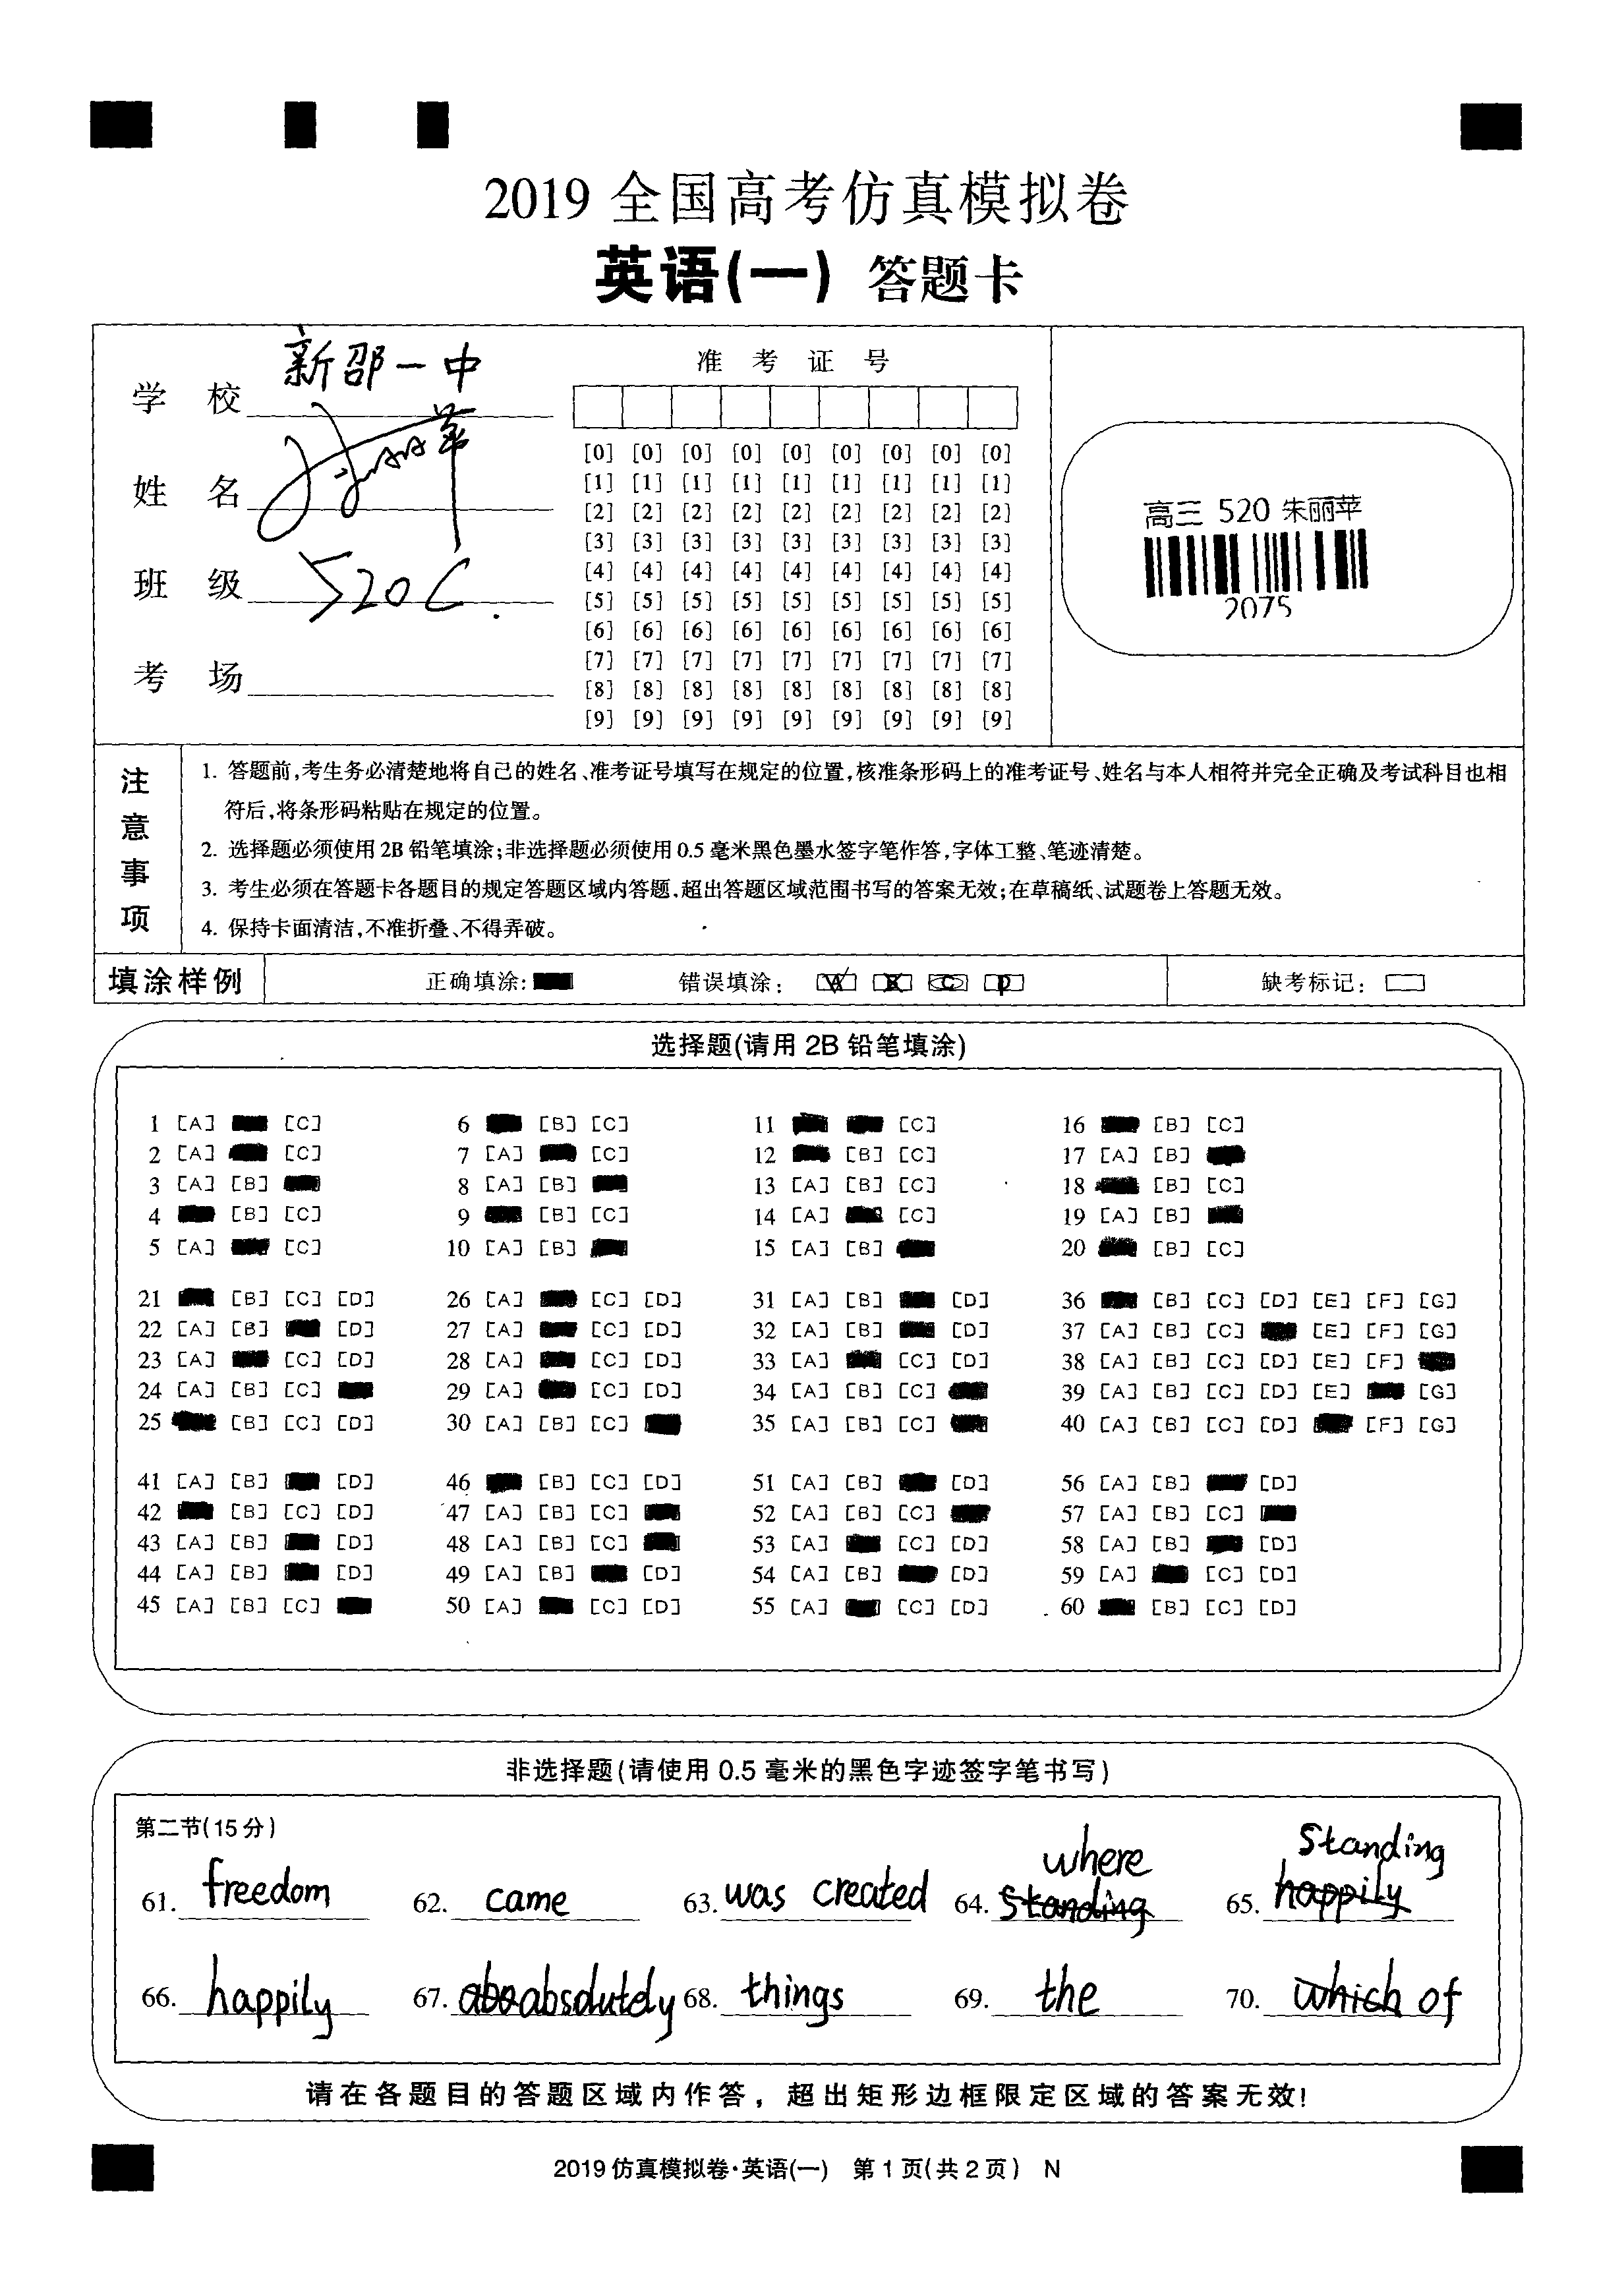 2019 全国高考仿真模拟卷
英语(一) 答题卡
学 校 新邵一中
姓 名
班 级 520C.
考 场
准 考 证 号
[0] [0] [0] [0] [0] [0] [0] [0] [0]
[1] [1] [1] [1] [1] [1] [1] [1] [1]
[2] [2] [2] [2] [2] [2] [2] [2] [2]
[3] [3] [3] [3] [3] [3] [3] [3] [3]
[4] [4] [4] [4] [4] [4] [4] [4] [4]
[5] [5] [5] [5] [5] [5] [5] [5] [5]
[6] [6] [6] [6] [6] [6] [6] [6] [6]
[7] [7] [7] [7] [7] [7] [7] [7] [7]
[8] [8] [8] [8] [8] [8] [8] [8] [8]
[9] [9] [9] [9] [9] [9] [9] [9] [9]
高三 520 朱丽苹
2075
注意事项
1. 答题前,考生务必清楚地将自己的姓名、准考证号填写在规定的位置,核准条形码上的准考证号、姓名与本人相符并完全正确及考试科目也相
符后,将条形码粘贴在规定的位置。
2. 选择题必须使用2B铅笔填涂;非选择题必须使用0.5毫米黑色墨水签字笔作答,字体工整、笔迹清楚。
3. 考生必须在答题卡各题目的规定答题区域内答题,超出答题区域范围书写的答案无效;在草稿纸、试题卷上答题无效。
4. 保持卡面清洁,不准折叠、不得弄破。
填涂样例 正确填涂: 错误填涂: A B C D 缺考标记:
选择题(请用 2B 铅笔填涂)
1 [A] [C] 6 [B] [C] 11 [C] 16 [B] [C]
2 [A] [C] 7 [A] [C] 12 [B] [C] 17 [A] [B]
3 [A] [B] 8 [A] [B] 13 [A] [B] [C] 18 [B] [C]
4 [B] [C] 9 [B] [C] 14 [A] [C] 19 [A] [B]
5 [A] [C] 10 [A] [B] 15 [A] [B] 20 [B] [C]
21 [B] [C] [D] 26 [A] [C] [D] 31 [A] [B] [D] 36 [B] [C] [D] [E] [F] [G]
22 [A] [B] [D] 27 [A] [C] [D] 32 [A] [B] [D] 37 [A] [B] [C] [E] [F] [G]
23 [A] [C] [D] 28 [A] [C] [D] 33 [A] [C] [D] 38 [A] [B] [C] [D] [E] [F]
24 [A] [B] [C] 29 [A] [C] [D] 34 [A] [B] [C] 39 [A] [B] [C] [D] [E] [G]
25 [B] [C] [D] 30 [A] [B] [C] 35 [A] [B] [C] 40 [A] [B] [C] [D] [F] [G]
41 [A] [B] [D] 46 [B] [C] [D] 51 [A] [B] [D] 56 [A] [B] [D]
42 [B] [C] [D] 47 [A] [B] [C] 52 [A] [B] [C] 57 [A] [B] [C]
43 [A] [B] [D] 48 [A] [B] [C] 53 [A] [C] [D] 58 [A] [B] [D]
44 [A] [B] [D] 49 [A] [B] [D] 54 [A] [B] [D] 59 [A] [C] [D]
45 [A] [B] [C] 50 [A] [C] [D] 55 [A] [C] [D] 60 [B] [C] [D]
非选择题(请使用 0.5 毫米的黑色字迹签字笔书写)
第二节(15分)
where standing
61. freedom 62. came 63. was created 64. standing 65. happily
66. happily 67. aboabsolutely 68. things 69. the 70. which of
请在各题目的答题区域内作答，超出矩形边框限定区域的答案无效!
2019 仿真模拟卷·英语(一) 第 1 页(共 2 页) N